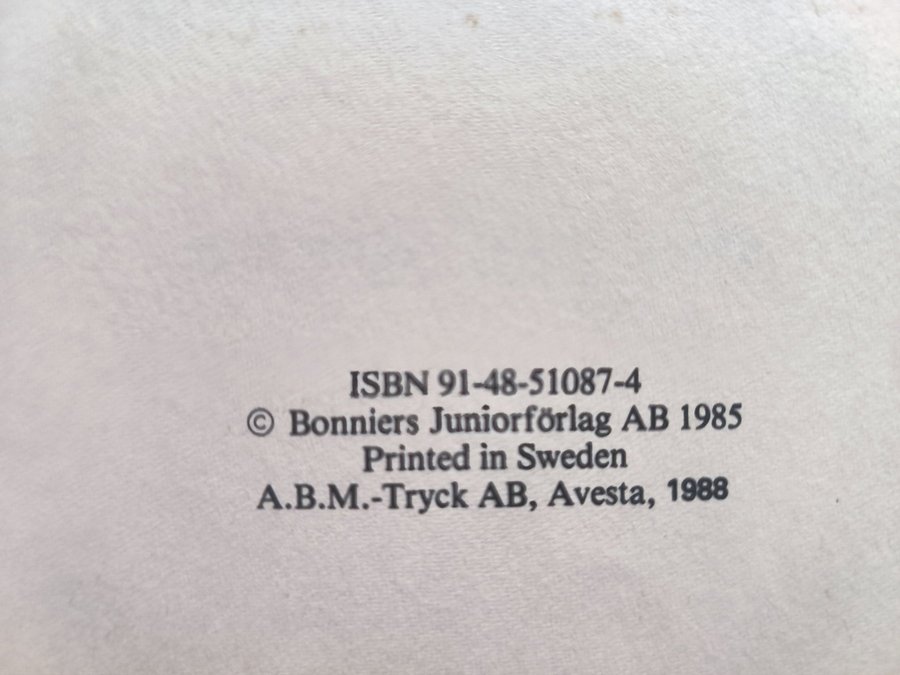 ISBN 91-48-51087-4
© Bonniers Juniorförlag AB 1985
Printed in Sweden
A.B.M.-Tryck AB, Avesta, 1988